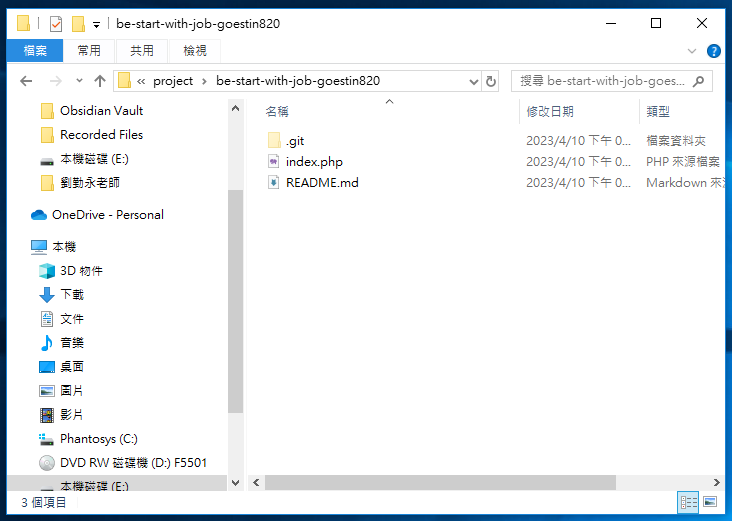 be-start-with-job-goestin820
檔案 常用 共用 檢視
« project › be-start-with-job-goestin820
搜尋 be-start-with-job-goes...
Obsidian Vault
Recorded Files
本機磁碟 (E:)
劉勤永老師
OneDrive - Personal
本機
3D 物件
下載
文件
音樂
桌面
圖片
影片
Phantosys (C:)
DVD RW 磁碟機 (D:) F5501
本機磁碟 (E:)
名稱 修改日期 類型
.git 2023/4/10 下午 0... 檔案資料夾
index.php 2023/4/10 下午 0... PHP 來源檔案
README.md 2023/4/10 下午 0... Markdown 來
3 個項目